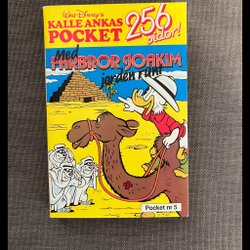 Walt Disney's
KALLE ANKAS
POCKET
256
sidor!
Med
FARBROR JOAKIM
jorden runt
Pocket nr 5